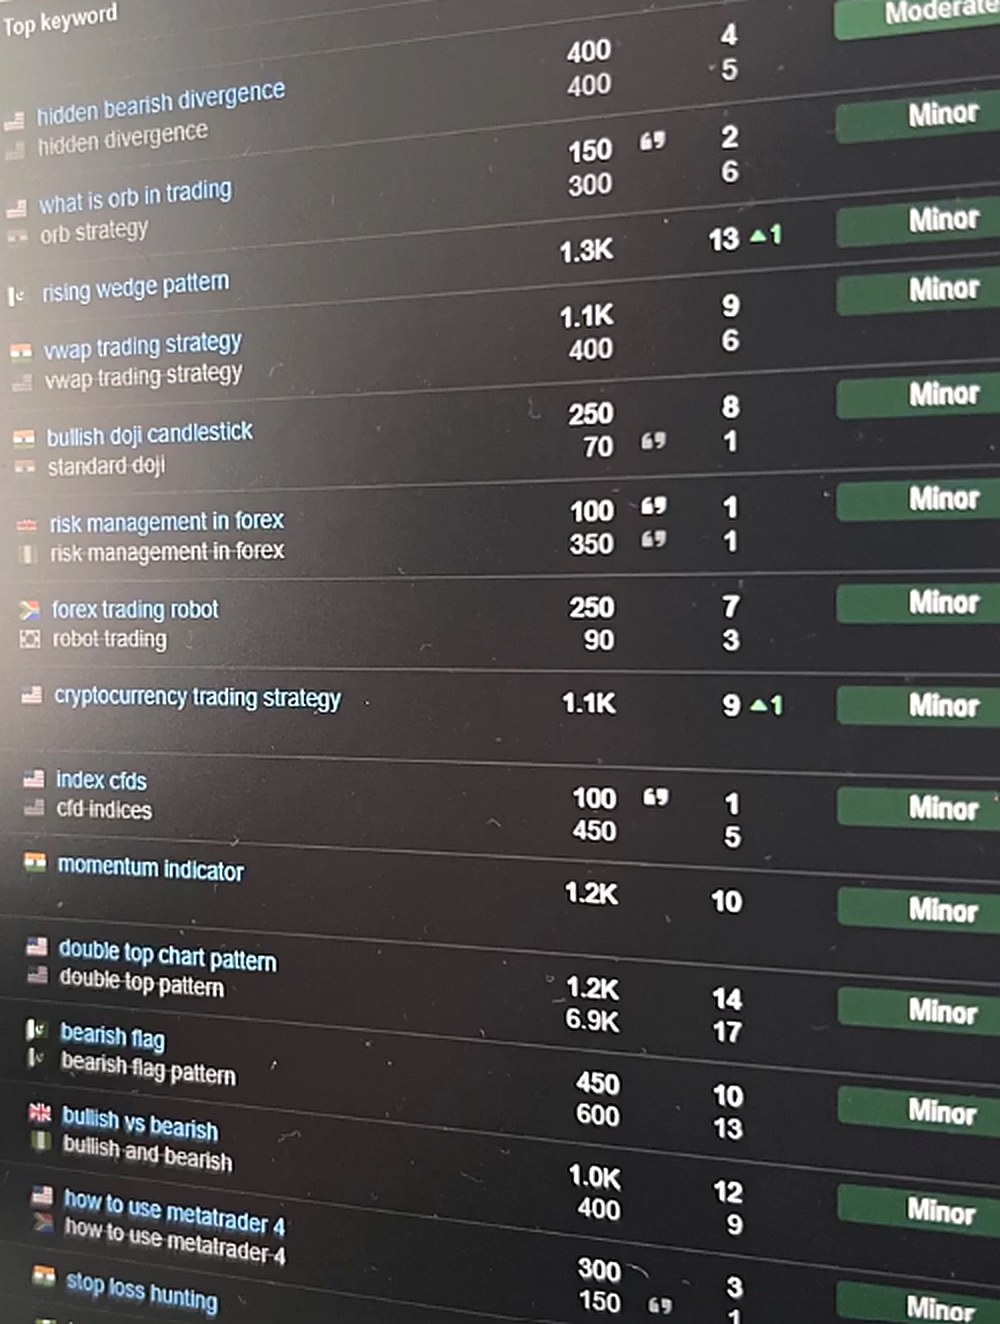 Top keyword
Moderate
hidden bearish divergence 400 4
hidden divergence 400 5
Minor
what is orb in trading 150 2
orb strategy 300 6
Minor
rising wedge pattern 1.3K 13 ▲1
Minor
vwap trading strategy 1.1K 9
vwap trading strategy 400 6
Minor
bullish doji candlestick 250 8
standard doji 70 1
Minor
risk management in forex 100 1
risk management in forex 350 1
Minor
forex trading robot 250 7
robot trading 90 3
Minor
cryptocurrency trading strategy 1.1K 9 ▲1
Minor
index cfds 100 1
cfd indices 450 5
Minor
momentum indicator 1.2K 10
Minor
double top chart pattern 1.2K 14
double top pattern 6.9K 17
Minor
bearish flag 450 10
bearish flag pattern 600 13
Minor
bullish vs bearish 1.0K 12
bullish and bearish 400 9
Minor
how to use metatrader 4 300 3
how to use metatrader 4 150 1
Minor
stop loss hunting